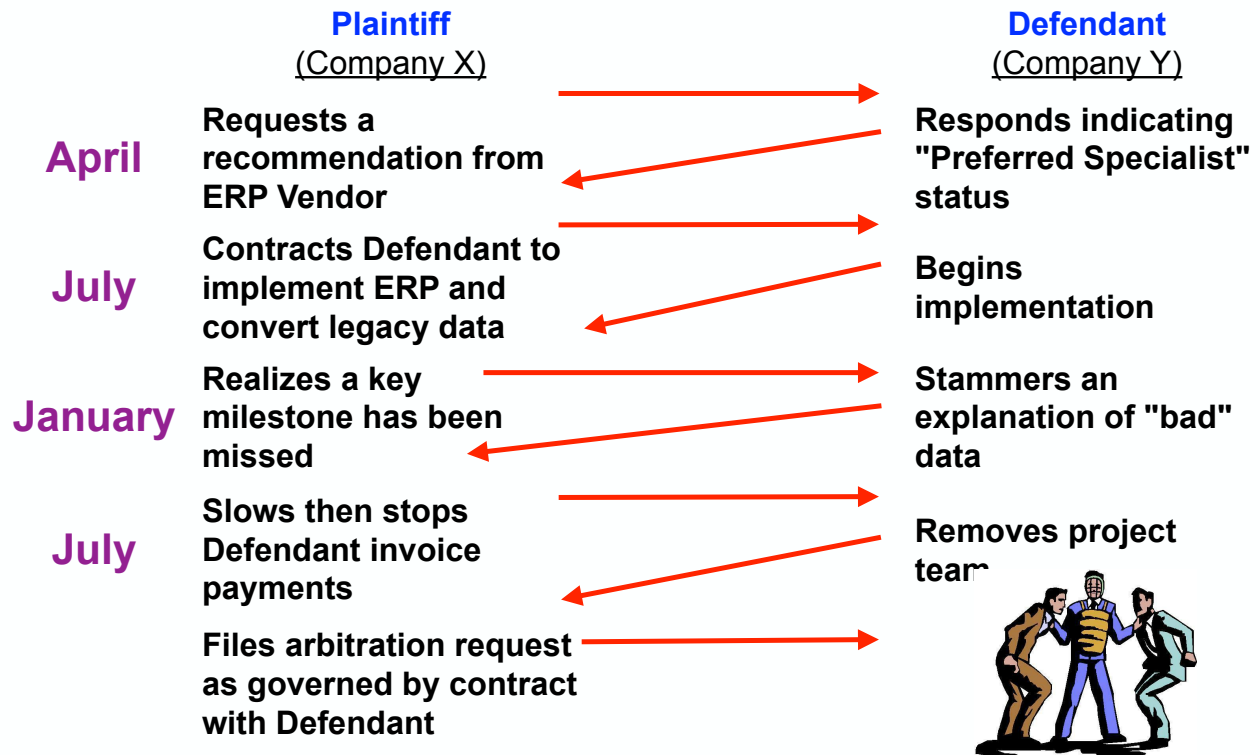 Plaintiff
(Company X)
Defendant
(Company Y)
April
Requests a
recommendation from
ERP Vendor
Responds indicating
"Preferred Specialist"
status
July
Contracts Defendant to
implement ERP and
convert legacy data
Begins
implementation
January
Realizes a key
milestone has been
missed
Stammers an
explanation of "bad"
data
July
Slows then stops
Defendant invoice
payments
Removes project
team
Files arbitration request
as governed by contract
with Defendant